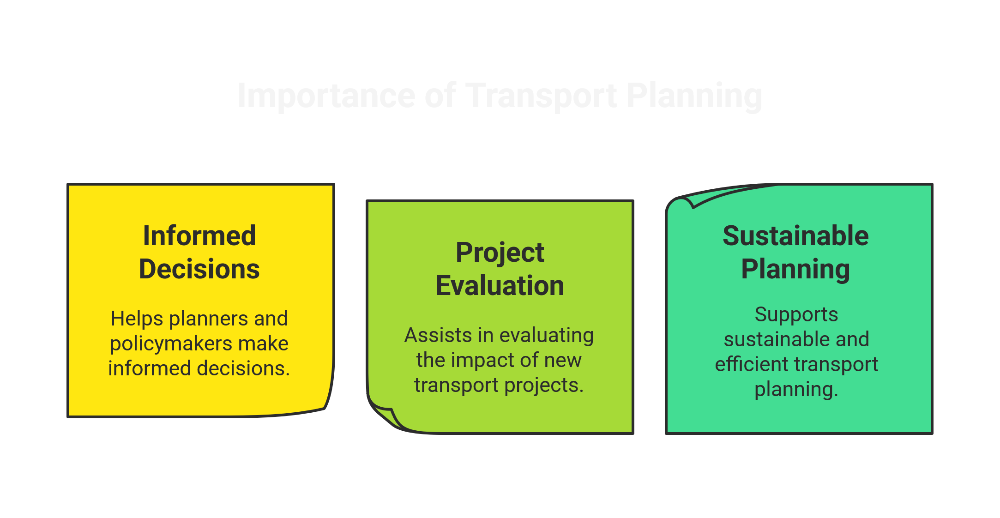 Importance of Transport Planning
Informed
Decisions
Helps planners and
policymakers make
informed decisions.
Project
Evaluation
Assists in evaluating
the impact of new
transport projects.
Sustainable
Planning
Supports
sustainable and
efficient transport
planning.